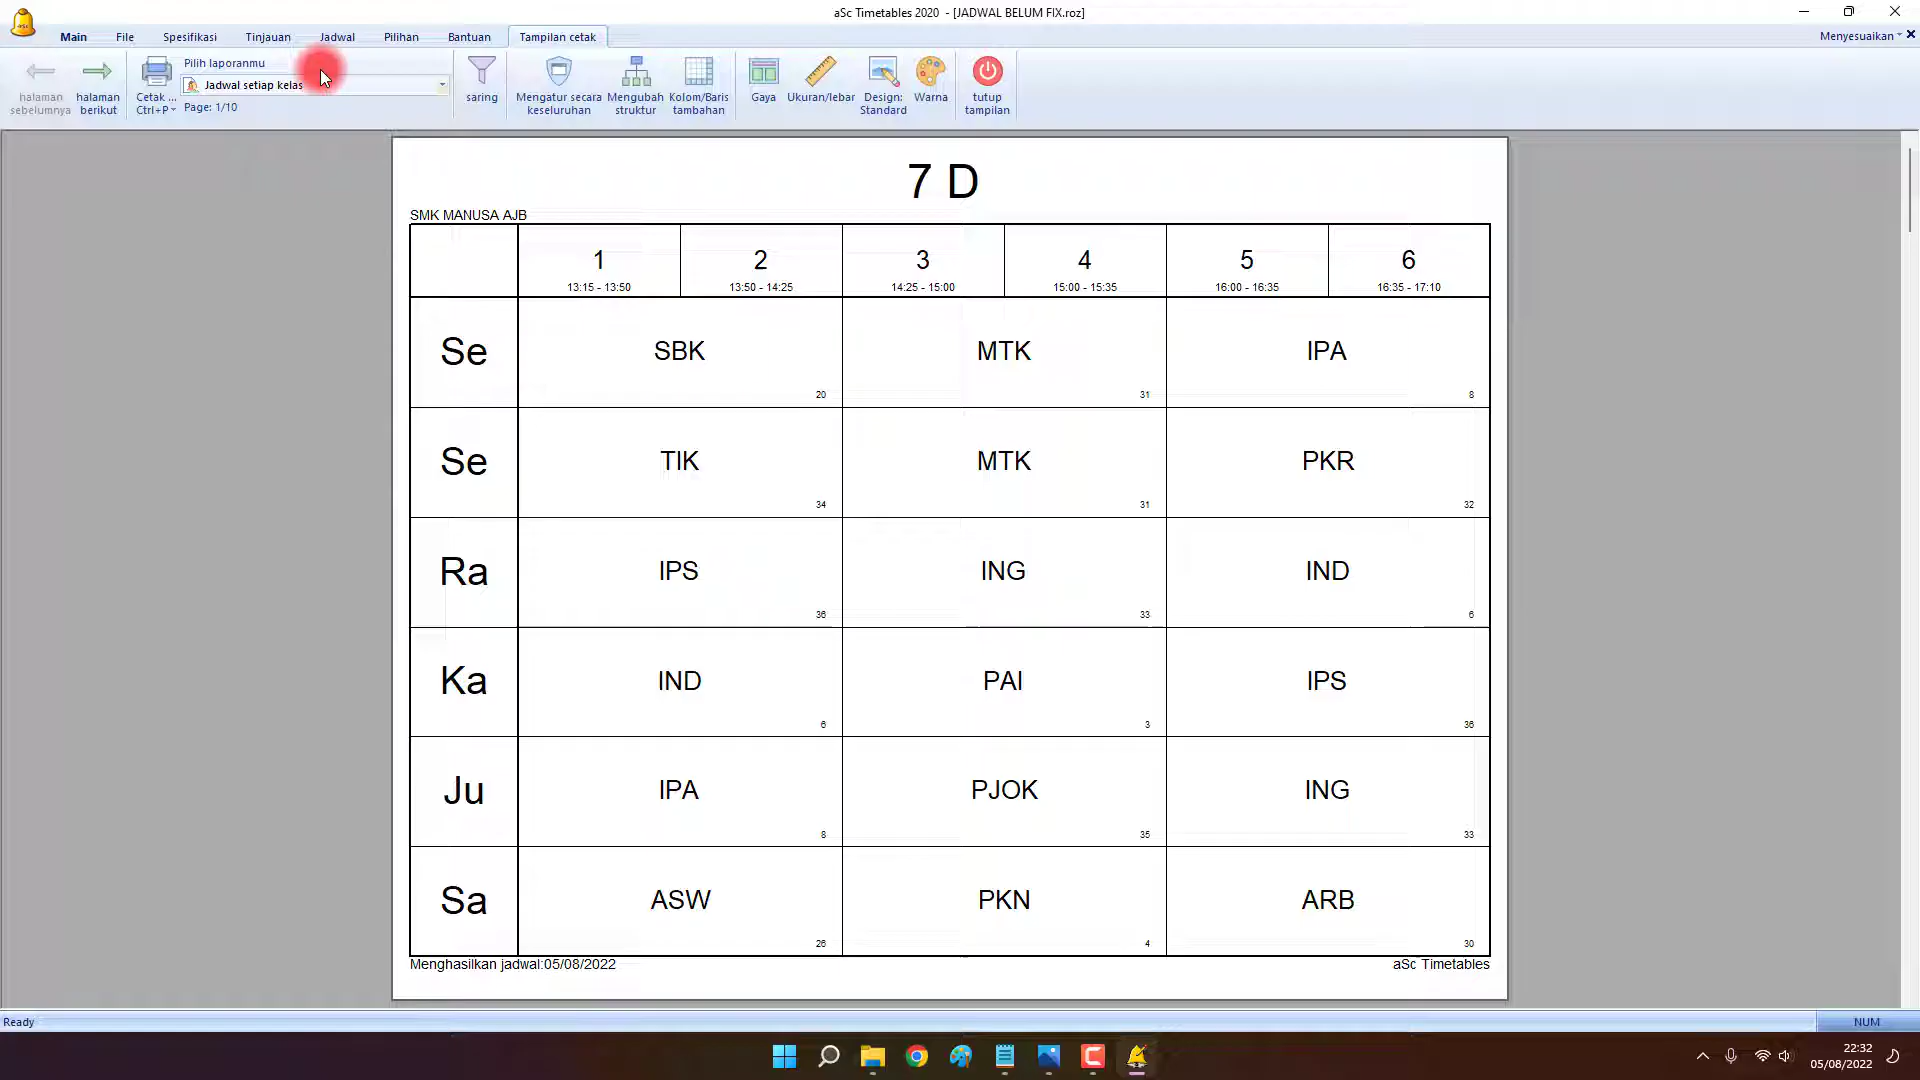 aSc Timetables 2020 - [JADWAL BELUM FIX.roz]
Main File Spesifikasi Tinjauan Jadwal Pilihan Bantuan Tampilan cetak Menyesuaikan
halaman sebelumnya
halaman berikut
Cetak ... Ctrl+P
Pilih laporanmu
Jadwal setiap kelas
Page: 1/10
saring
Mengatur secara keseluruhan
Mengubah struktur
Kolom/Baris tambahan
Gaya
Ukuran/lebar
Design: Standard
Warna
tutup tampilan
7 D
SMK MANUSA AJB
1 2 3 4 5 6
13:15 - 13:50 13:50 - 14:25 14:25 - 15:00 15:00 - 15:35 16:00 - 16:35 16:35 - 17:10
Se SBK MTK IPA
20 31 8
Se TIK MTK PKR
34 31 32
Ra IPS ING IND
36 33 6
Ka IND PAI IPS
6 3 36
Ju IPA PJOK ING
8 35 33
Sa ASW PKN ARB
26 4 30
Menghasilkan jadwal:05/08/2022 aSc Timetables
Ready NUM
22:32
05/08/2022